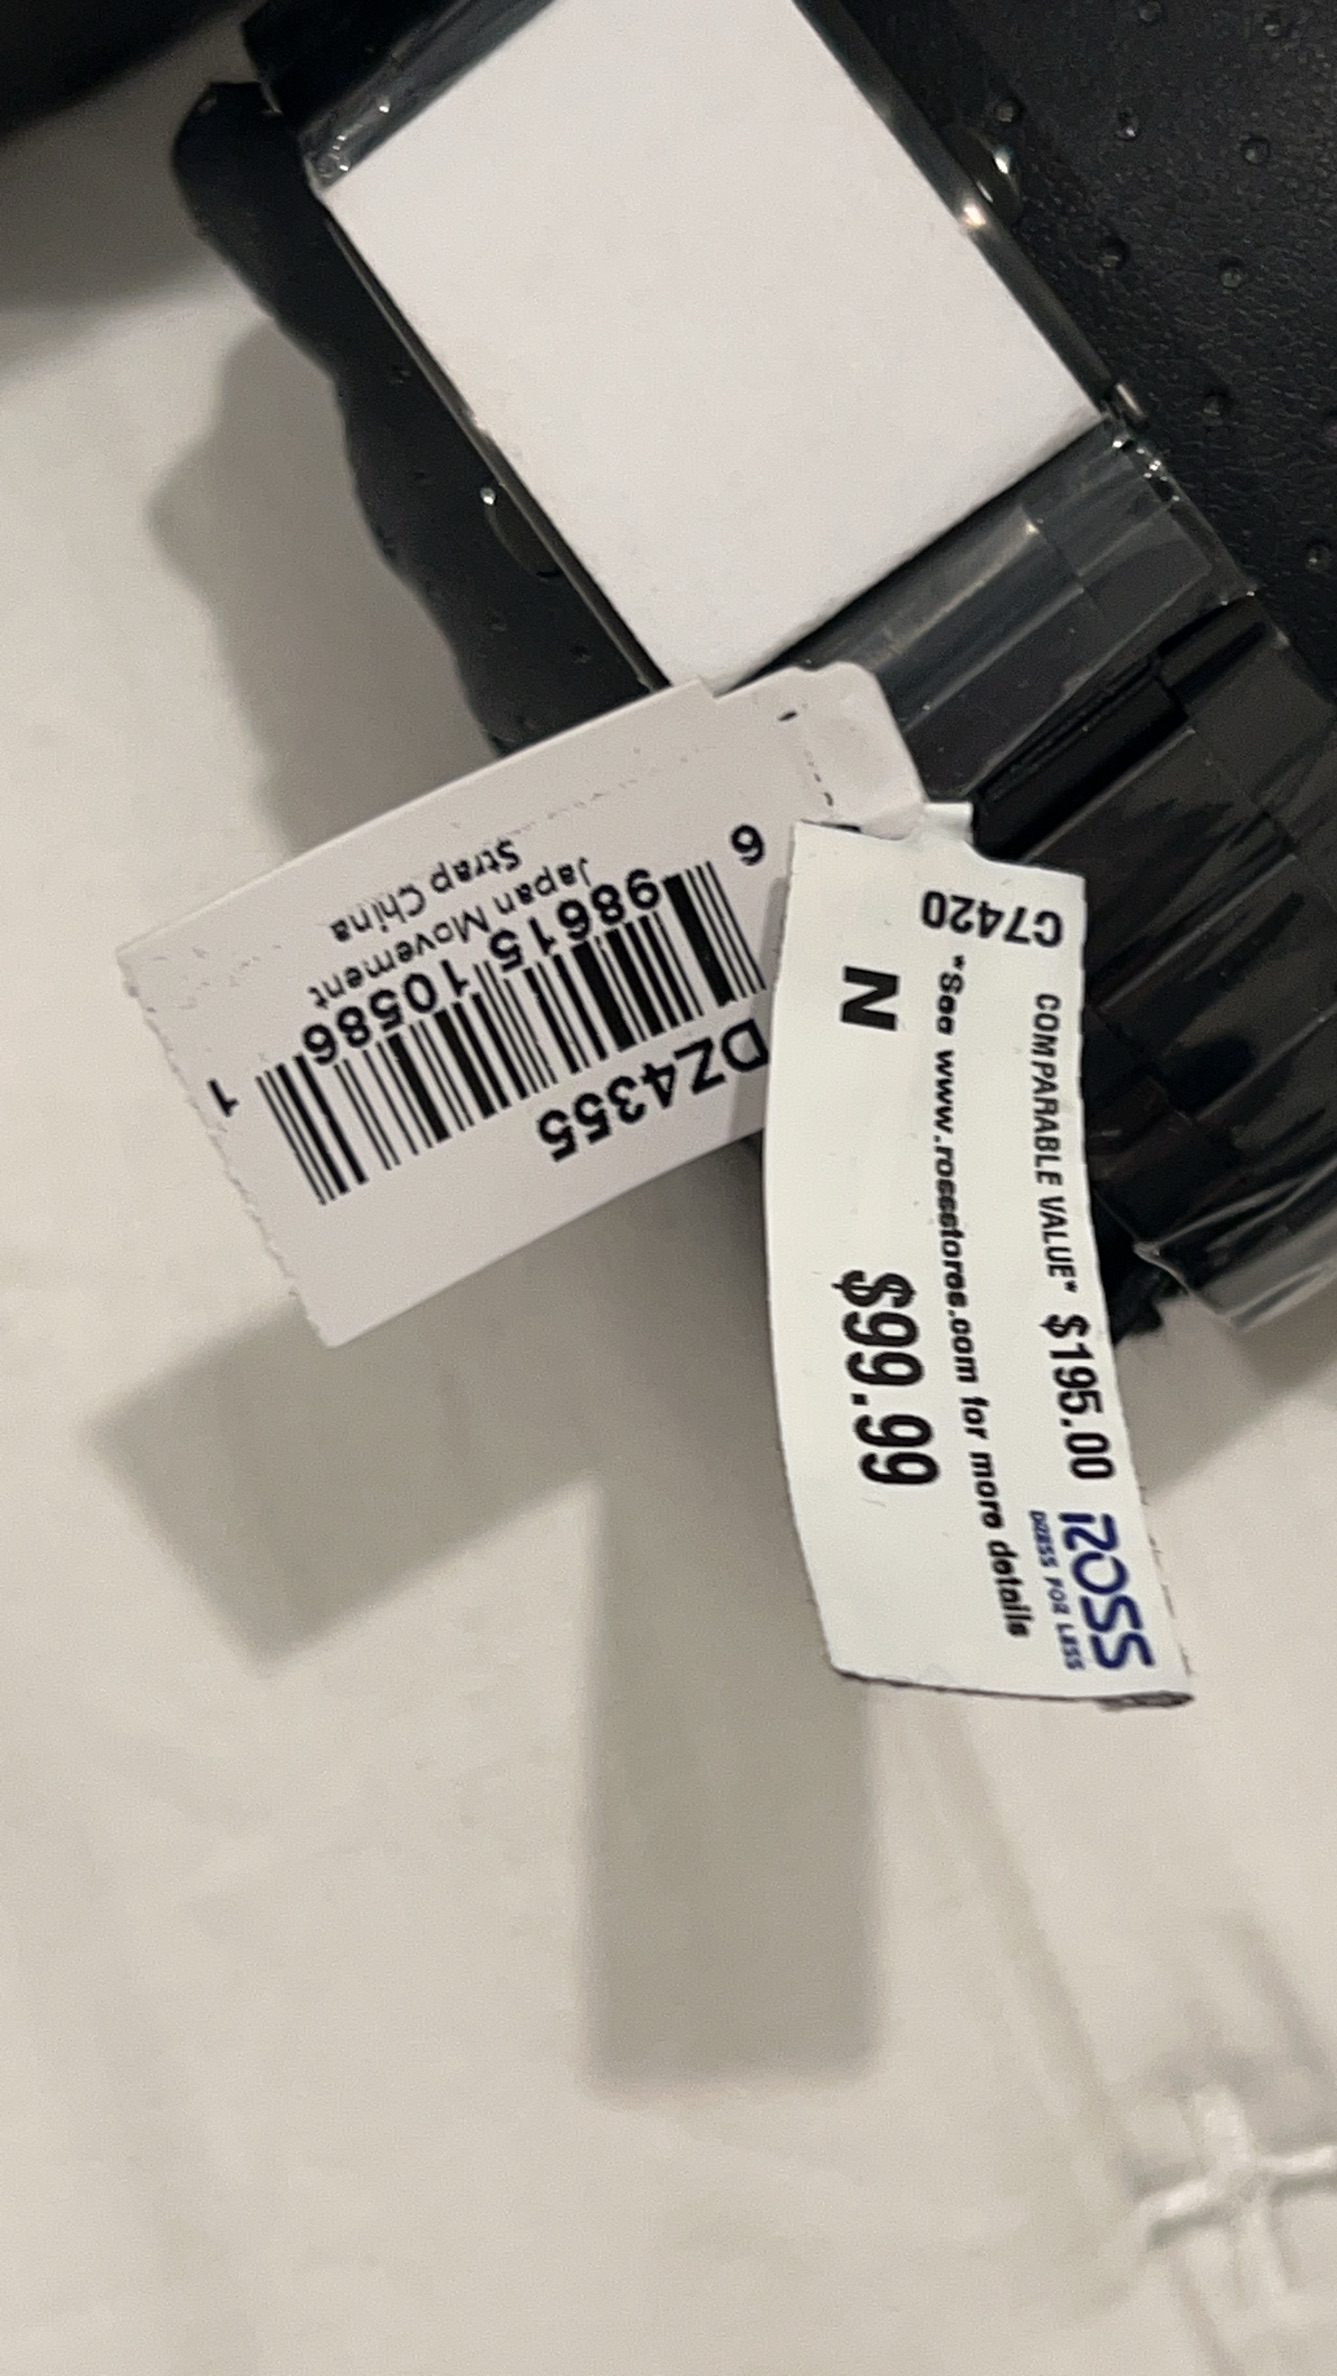 DZ4355
6 98615 10586 1
Japan Movement
Strap China
ROSS
DRESS FOR LESS
COMPARABLE VALUE* $195.00
*See www.rossstores.com for more details
$99.99
C7420
N